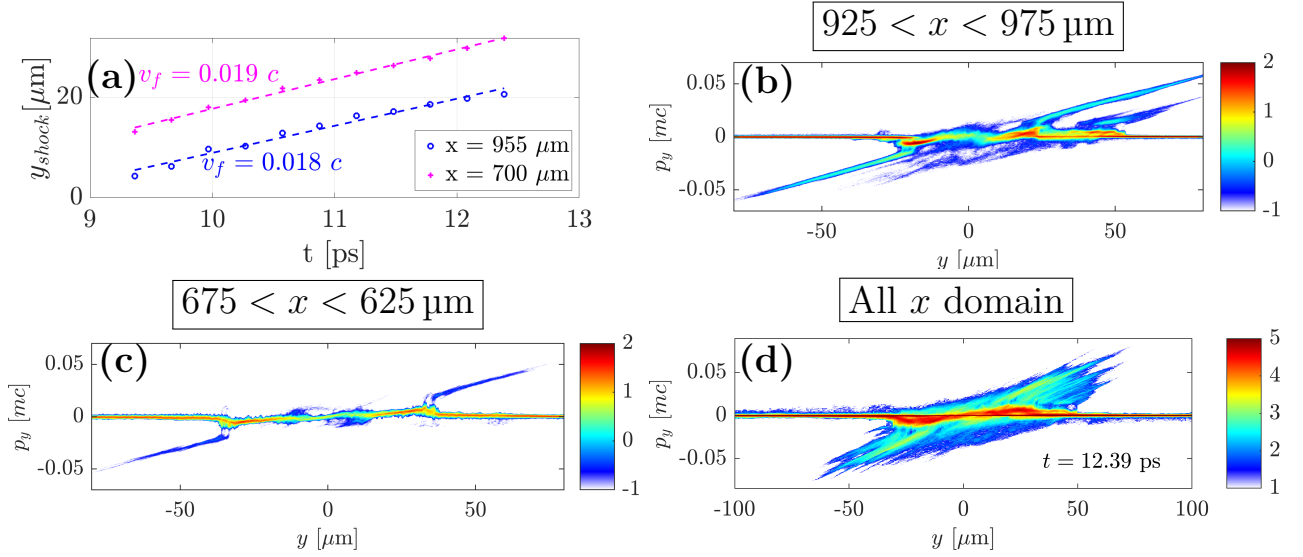 (a)
v_f = 0.019 c
v_f = 0.018 c
y_shock [μm]
20
0
9 10 11 12 13
t [ps]
x = 955 μm
x = 700 μm
925 < x < 975 μm
(b)
p_y [mc]
0.05
0
-0.05
-50 0 50
y [μm]
2
1
0
-1
675 < x < 625 μm
(c)
p_y [mc]
0.05
0
-0.05
-50 0 50
y [μm]
2
1
0
-1
All x domain
(d)
p_y [mc]
0.05
0
-0.05
t = 12.39 ps
-100 -50 0 50 100
y [μm]
5
4
3
2
1